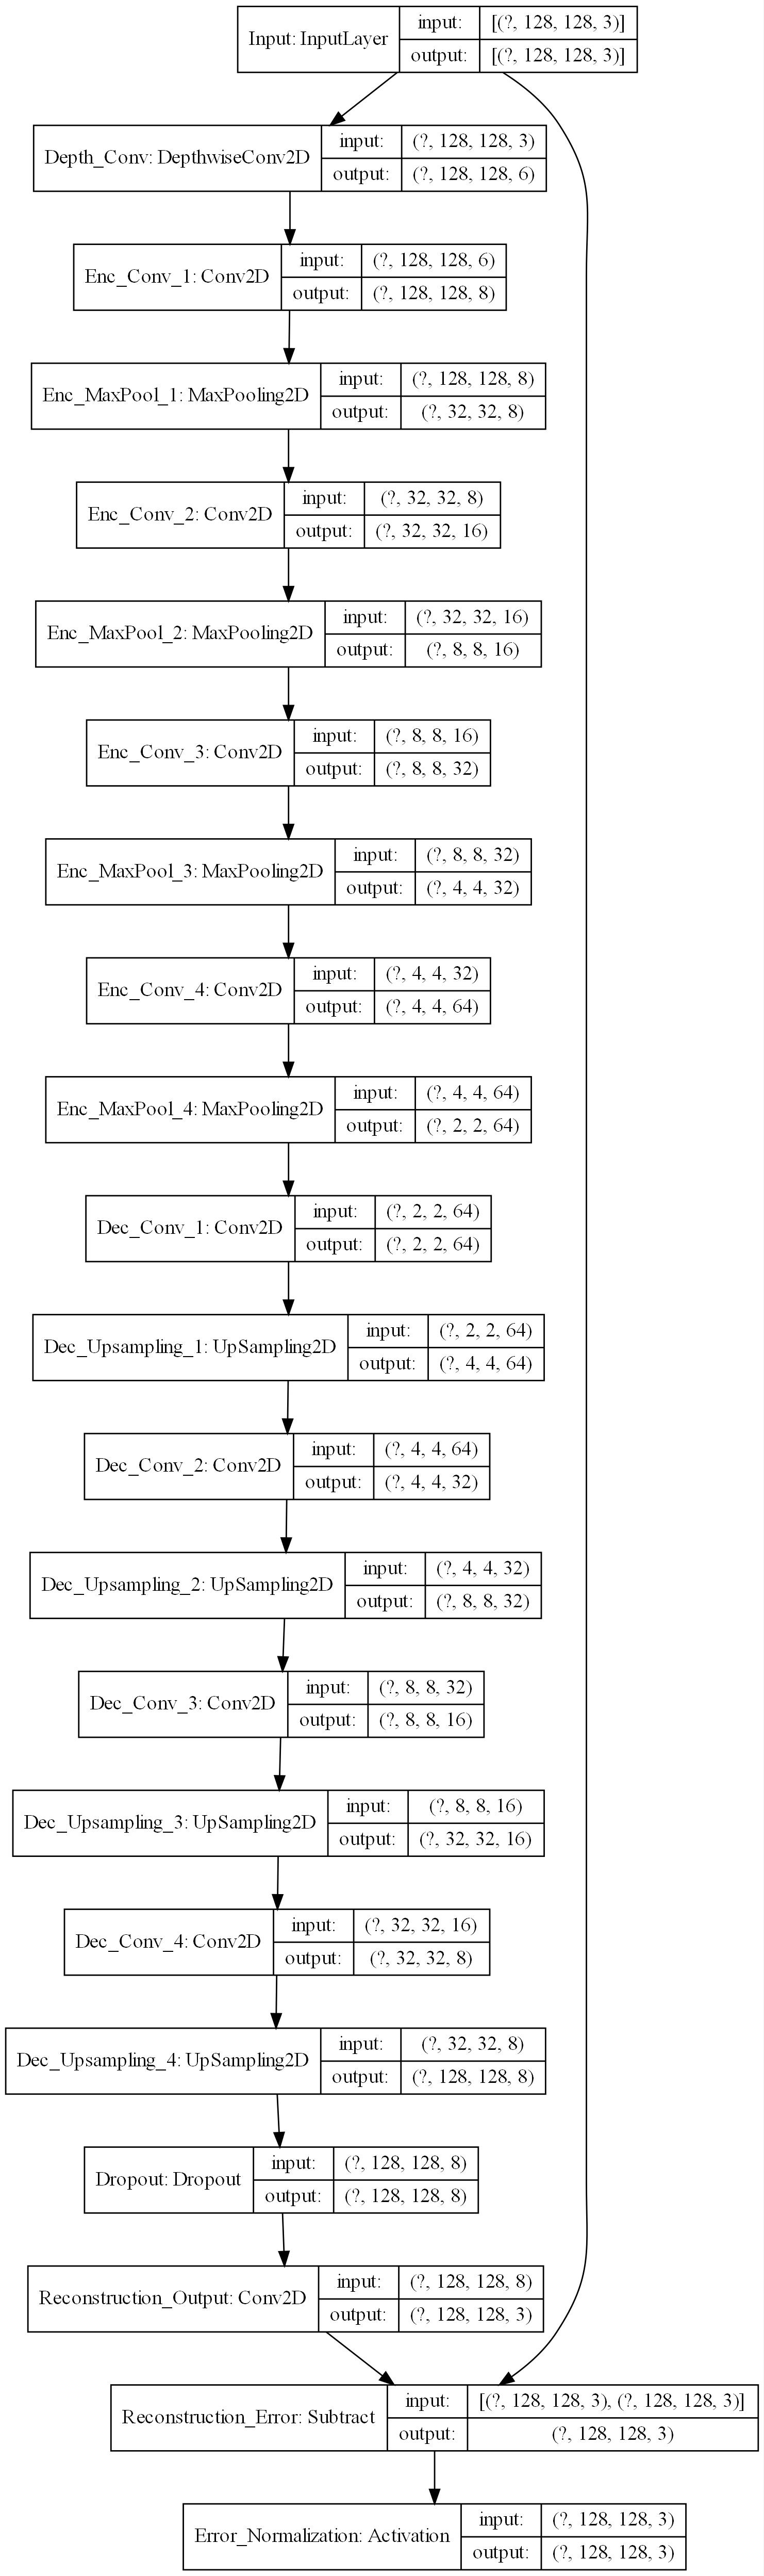 Input: InputLayer
input: [(?, 128, 128, 3)]
output: [(?, 128, 128, 3)]
Depth_Conv: DepthwiseConv2D
input: (?, 128, 128, 3)
output: (?, 128, 128, 6)
Enc_Conv_1: Conv2D
input: (?, 128, 128, 6)
output: (?, 128, 128, 8)
Enc_MaxPool_1: MaxPooling2D
input: (?, 128, 128, 8)
output: (?, 32, 32, 8)
Enc_Conv_2: Conv2D
input: (?, 32, 32, 8)
output: (?, 32, 32, 16)
Enc_MaxPool_2: MaxPooling2D
input: (?, 32, 32, 16)
output: (?, 8, 8, 16)
Enc_Conv_3: Conv2D
input: (?, 8, 8, 16)
output: (?, 8, 8, 32)
Enc_MaxPool_3: MaxPooling2D
input: (?, 8, 8, 32)
output: (?, 4, 4, 32)
Enc_Conv_4: Conv2D
input: (?, 4, 4, 32)
output: (?, 4, 4, 64)
Enc_MaxPool_4: MaxPooling2D
input: (?, 4, 4, 64)
output: (?, 2, 2, 64)
Dec_Conv_1: Conv2D
input: (?, 2, 2, 64)
output: (?, 2, 2, 64)
Dec_Upsampling_1: UpSampling2D
input: (?, 2, 2, 64)
output: (?, 4, 4, 64)
Dec_Conv_2: Conv2D
input: (?, 4, 4, 64)
output: (?, 4, 4, 32)
Dec_Upsampling_2: UpSampling2D
input: (?, 4, 4, 32)
output: (?, 8, 8, 32)
Dec_Conv_3: Conv2D
input: (?, 8, 8, 32)
output: (?, 8, 8, 16)
Dec_Upsampling_3: UpSampling2D
input: (?, 8, 8, 16)
output: (?, 32, 32, 16)
Dec_Conv_4: Conv2D
input: (?, 32, 32, 16)
output: (?, 32, 32, 8)
Dec_Upsampling_4: UpSampling2D
input: (?, 32, 32, 8)
output: (?, 128, 128, 8)
Dropout: Dropout
input: (?, 128, 128, 8)
output: (?, 128, 128, 8)
Reconstruction_Output: Conv2D
input: (?, 128, 128, 8)
output: (?, 128, 128, 3)
Reconstruction_Error: Subtract
input: [(?, 128, 128, 3), (?, 128, 128, 3)]
output: (?, 128, 128, 3)
Error_Normalization: Activation
input: (?, 128, 128, 3)
output: (?, 128, 128, 3)